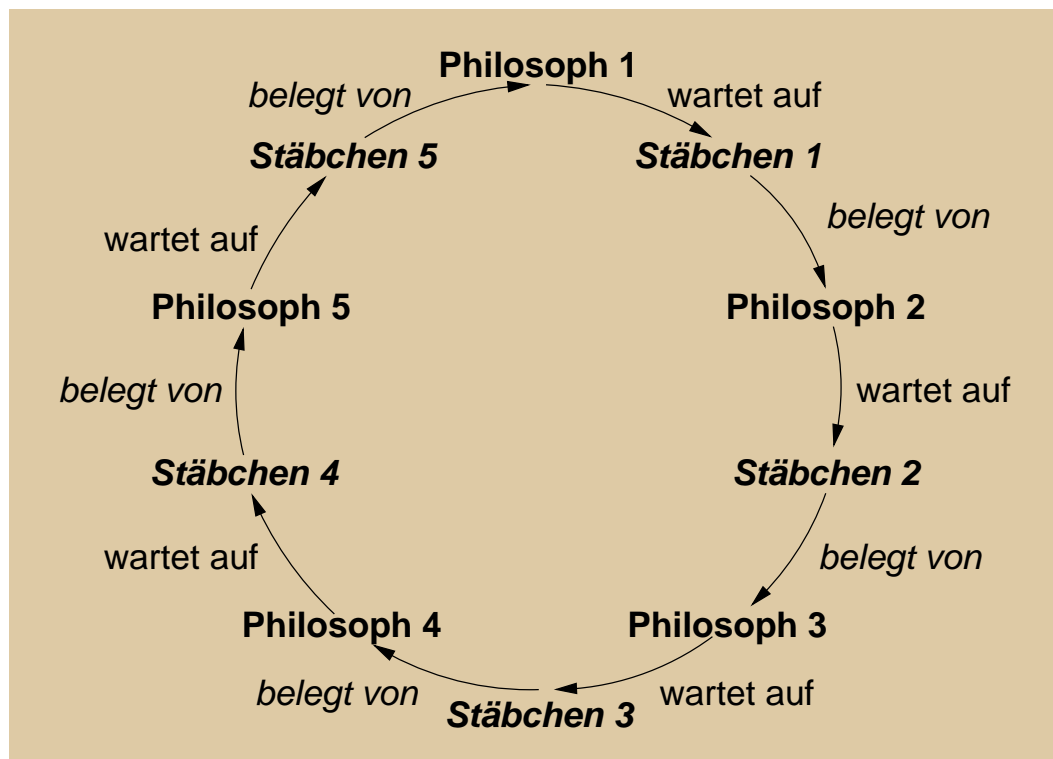 Philosoph 1
belegt von
wartet auf
Stäbchen 5
Stäbchen 1
belegt von
wartet auf
Philosoph 5
Philosoph 2
belegt von
wartet auf
Stäbchen 4
Stäbchen 2
wartet auf
belegt von
Philosoph 4
Philosoph 3
belegt von
wartet auf
Stäbchen 3